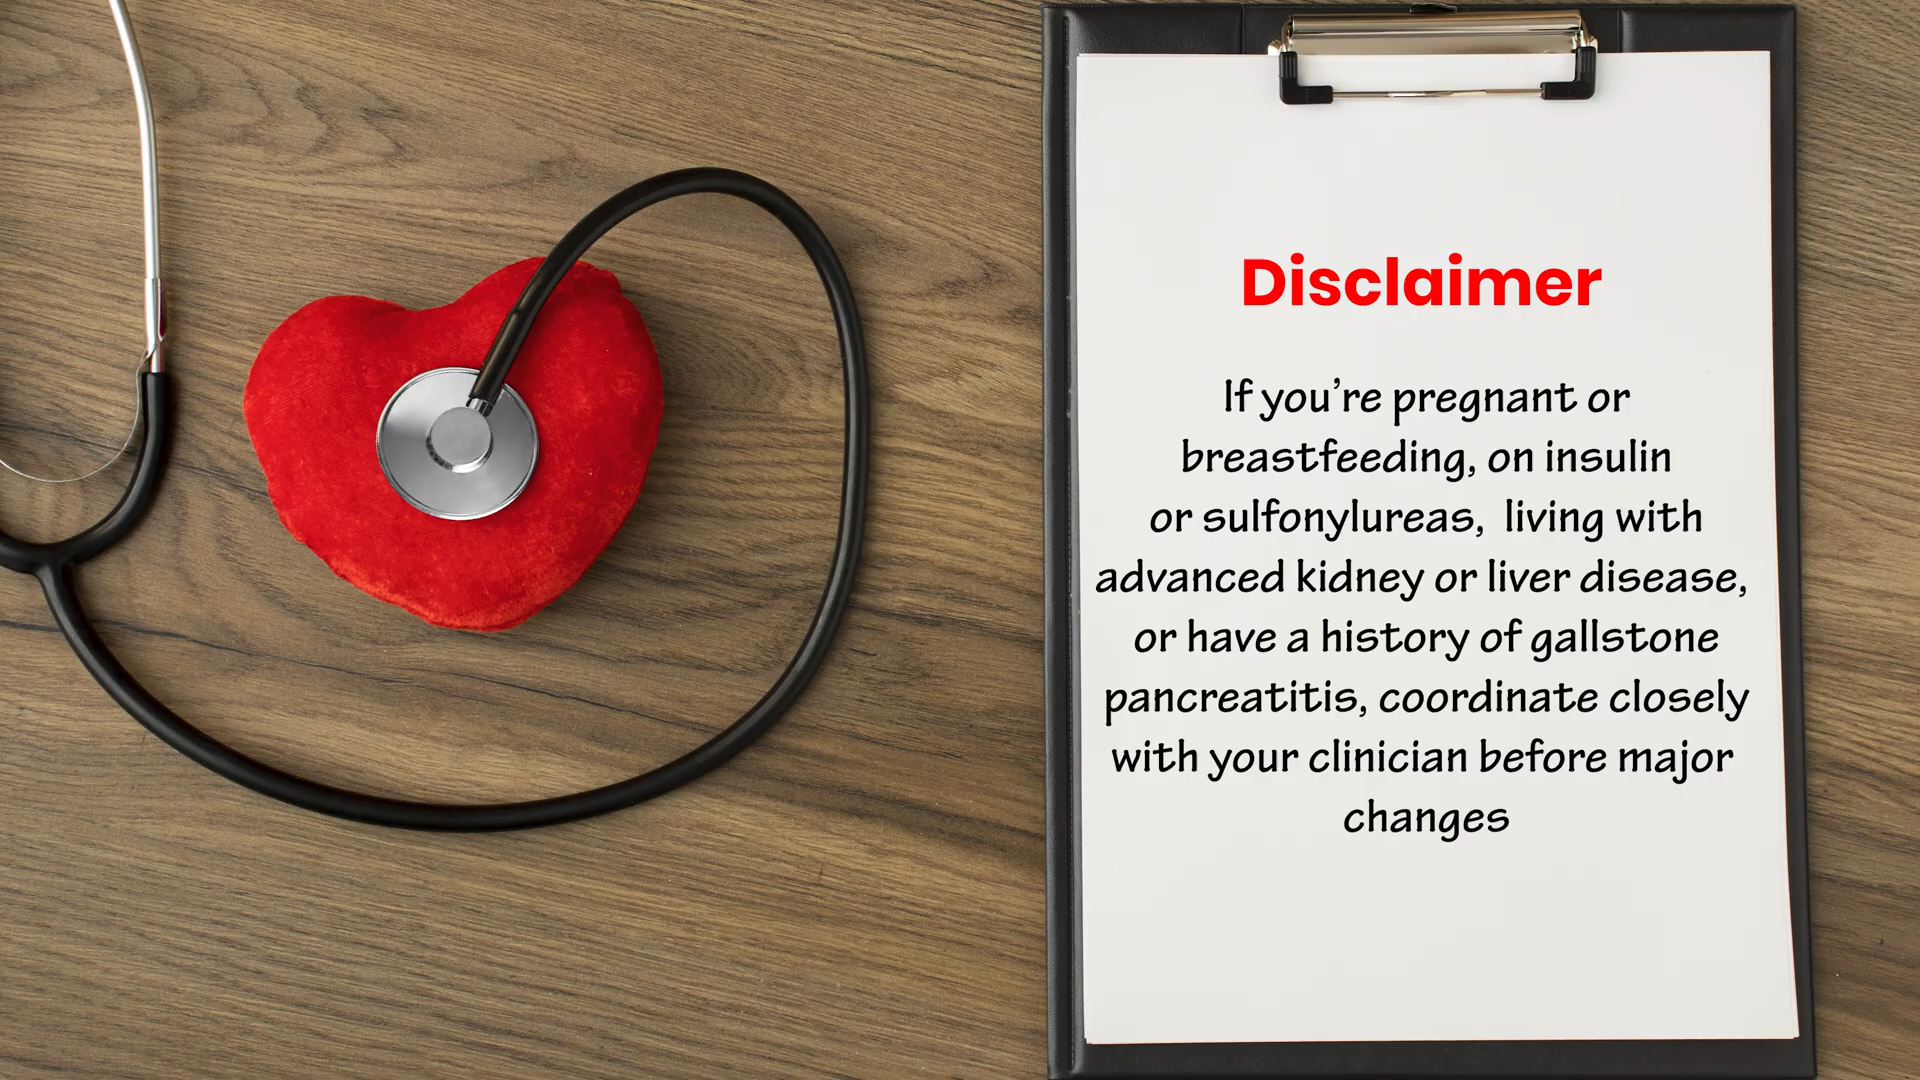 Disclaimer
If you’re pregnant or
breastfeeding, on insulin
or sulfonylureas,  living with
advanced kidney or liver disease,
or have a history of gallstone
pancreatitis, coordinate closely
with your clinician before major
changes